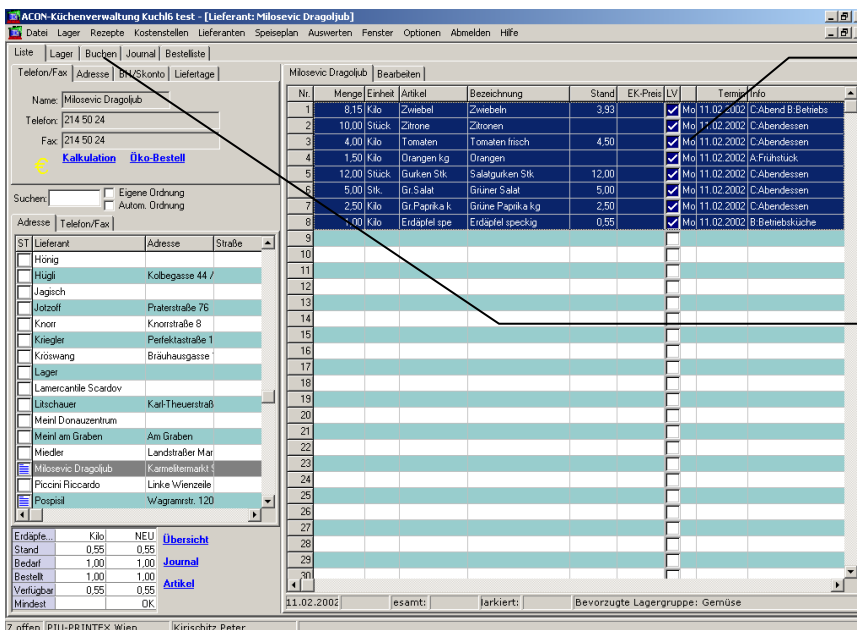 ACON-Küchenverwaltung Kuchl6 test - [Lieferant: Milosevic Dragoljub]
Datei Lager Rezepte Kostenstellen Lieferanten Speiseplan Auswerten Fenster Optionen Abmelden Hilfe
Liste Lager Buchen Journal Bestelliste
Telefon/Fax Adresse BH/Skonto Liefertage
Name: Milosevic Dragoljub
Telefon: 214 50 24
Fax: 214 50 24
€ Kalkulation Öko-Bestell
Suchen: Eigene Ordnung
Autom. Ordnung
Adresse Telefon/Fax
ST Lieferant Adresse Straße
Hönig
Hügli Kolbegasse 44 /
Jagisch
Jotzoff Praterstraße 76
Knorr Knorrstraße 8
Kriegler Perfektastraße 1
Kröswang Bräuhausgasse
Lager
Lamercantile Scardov
Litschauer Karl-Theuerstraß
Meinl Donauzentrum
Meinl am Graben Am Graben
Miedler Landstraßer Mar
Milosevic Dragoljub Karmelitermarkt
Piccini Riccardo Linke Wienzeile
Pospisil Wagramrstr. 120
Erdäpfe... Kilo NEU
Stand 0,55 0,55
Bedarf 1,00 1,00
Bestellt 1,00 1,00
Verfügbar 0,55 0,55
Mindest OK
Übersicht
Journal
Artikel
Milosevic Dragoljub Bearbeiten
Nr. Menge Einheit Artikel Bezeichnung Stand EK-Preis LV Termin Info
1 8,15 Kilo Zwiebel Zwiebeln 3,93 Mo 11.02.2002 C:Abend B:Betriebs
2 10,00 Stück Zitrone Zitronen Mo 11.02.2002 C:Abendessen
3 4,00 Kilo Tomaten Tomaten frisch 4,50 Mo 11.02.2002 C:Abendessen
4 1,50 Kilo Orangen kg Orangen Mo 11.02.2002 A:Frühstück
5 12,00 Stück Gurken Stk Salatgurken Stk 12,00 Mo 11.02.2002 C:Abendessen
6 5,00 Stk. Gr.Salat Grüner Salat 5,00 Mo 11.02.2002 C:Abendessen
7 2,50 Kilo Gr.Paprika k Grüne Paprika kg 2,50 Mo 11.02.2002 C:Abendessen
8 1,00 Kilo Erdäpfel spe Erdäpfel speckig 0,55 Mo 11.02.2002 B:Betriebsküche
9
10
11
12
13
14
15
16
17
18
19
20
21
22
23
24
25
26
27
28
29
30
11.02.2002 esamt: larkiert: Bevorzugte Lagergruppe: Gemüse
7 offen PIU-PRINTEX Wien Kirischitz Peter